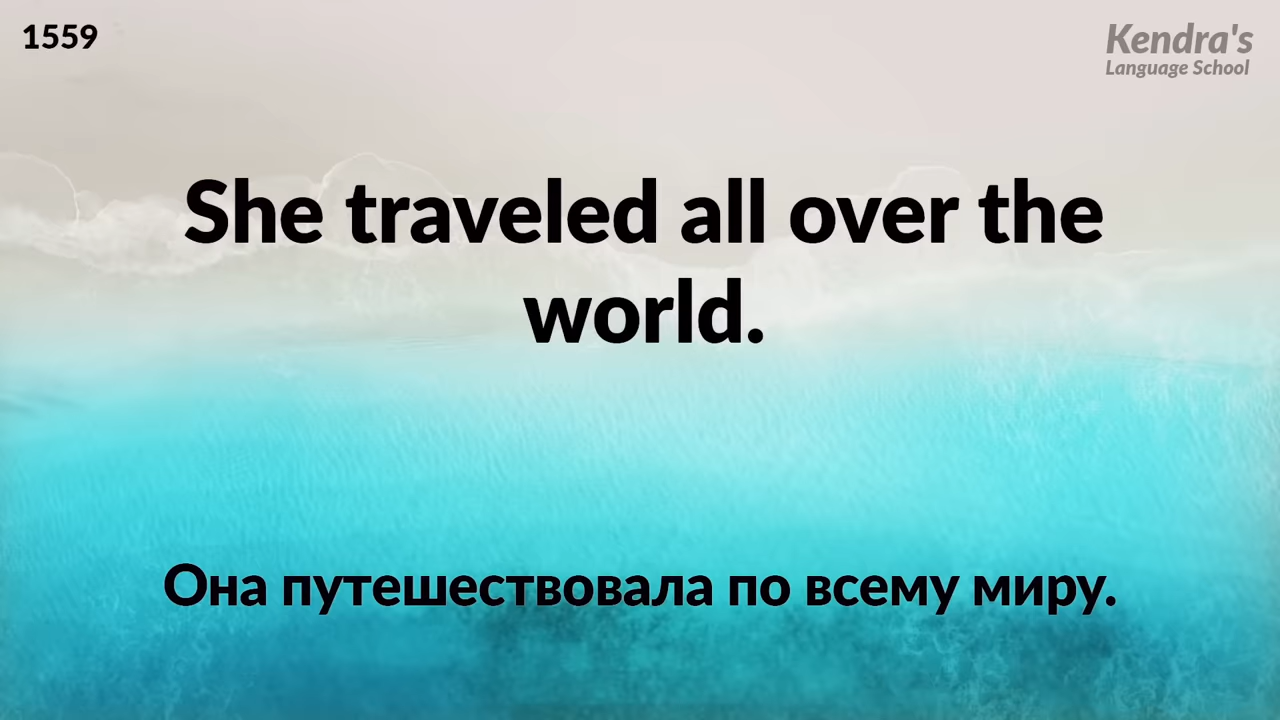 1559
Kendra's
Language School
She traveled all over the
world.
Она путешествовала по всему миру.